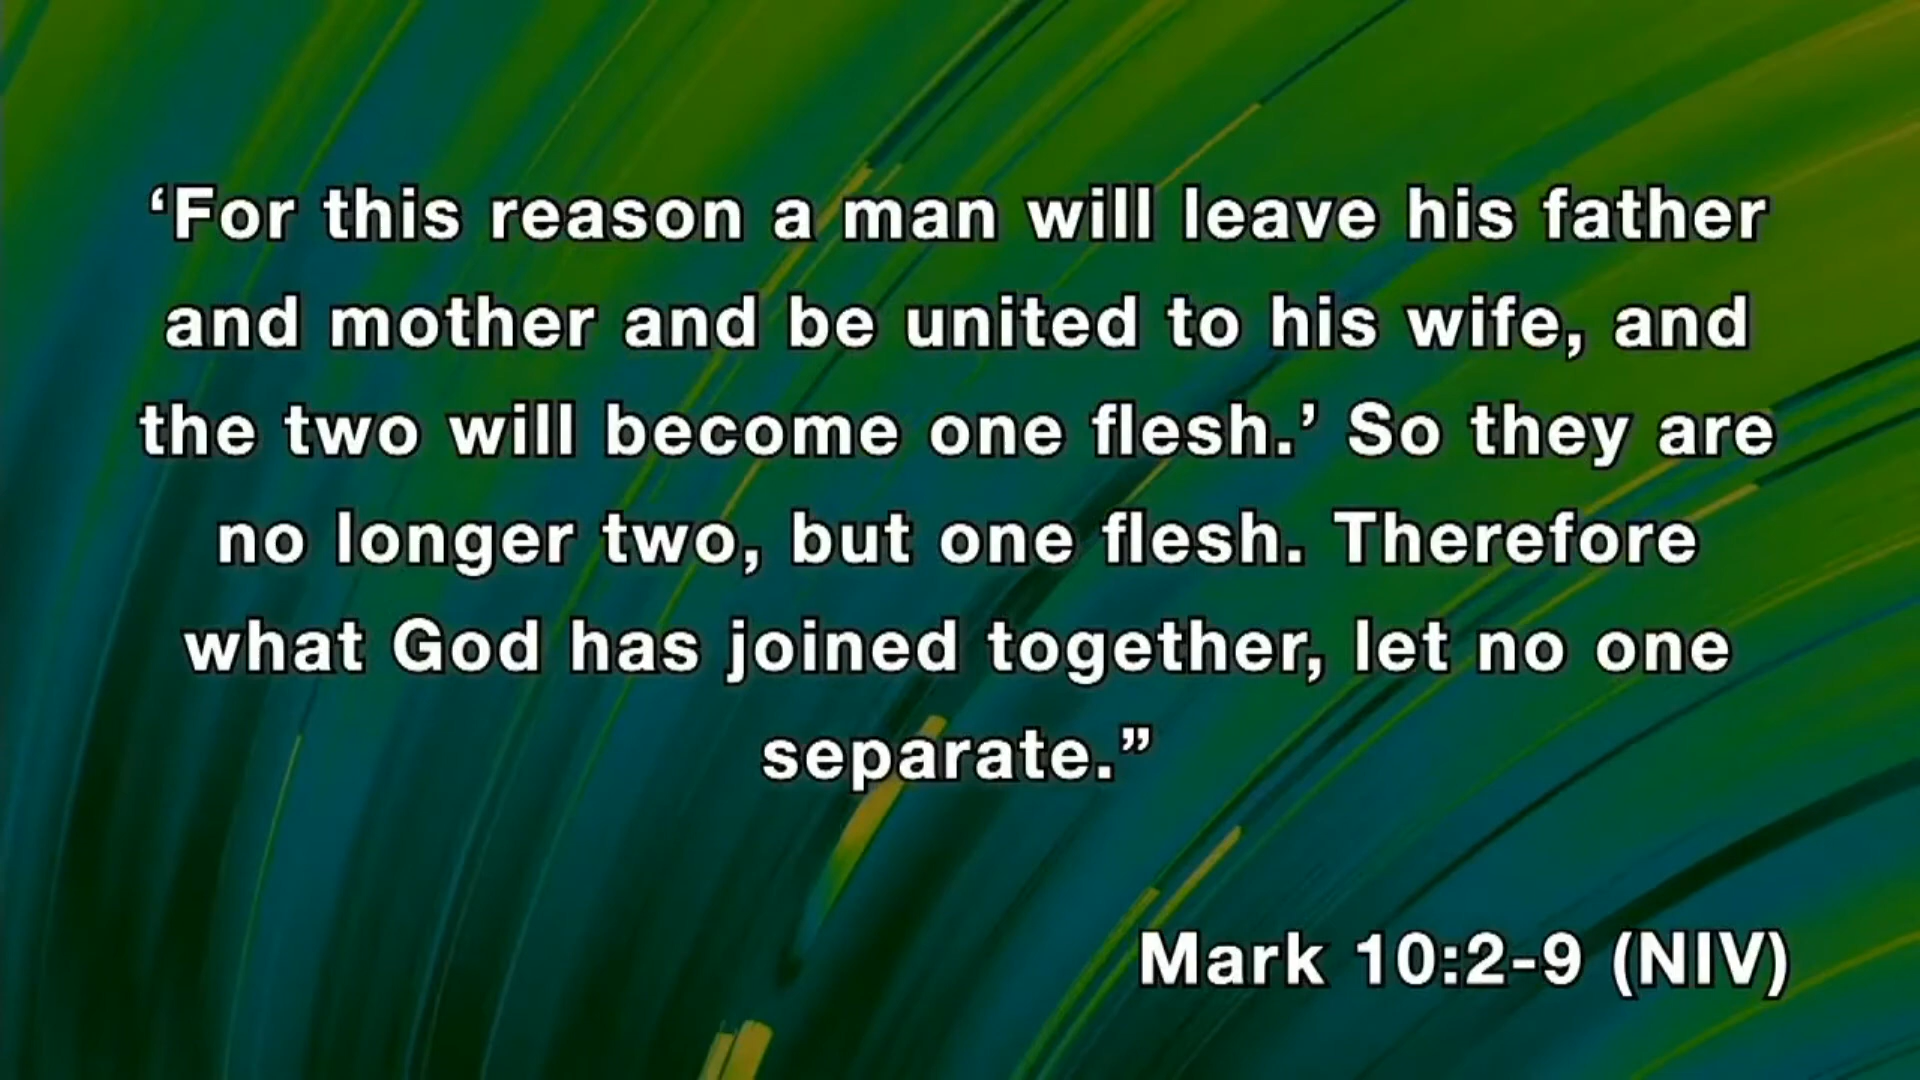 ‘For this reason a man will leave his father
and mother and be united to his wife, and
the two will become one flesh.’ So they are
no longer two, but one flesh. Therefore
what God has joined together, let no one
separate.”
Mark 10:2-9 (NIV)